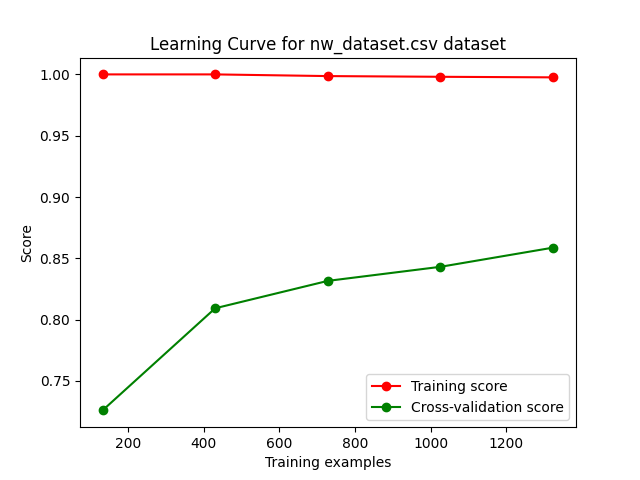 Learning Curve for nw_dataset.csv dataset
1.00
0.95
0.90
0.85
0.80
0.75
Score
Training score
Cross-validation score
200
400
600
800
1000
1200
Training examples